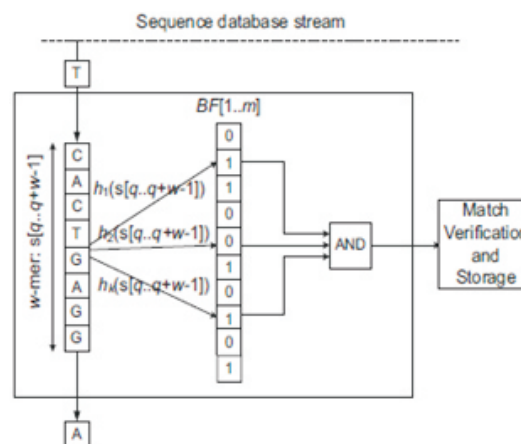 Sequence database stream
T
BF[1..m]
w-mer: s[q..q+w-1]
C
A
C
T
G
A
G
G
h1(s[q..q+w-1])
h2(s[q..q+w-1])
hk(s[q..q+w-1])
0
1
1
0
0
1
0
1
0
1
AND
Match
Verification
and
Storage
A